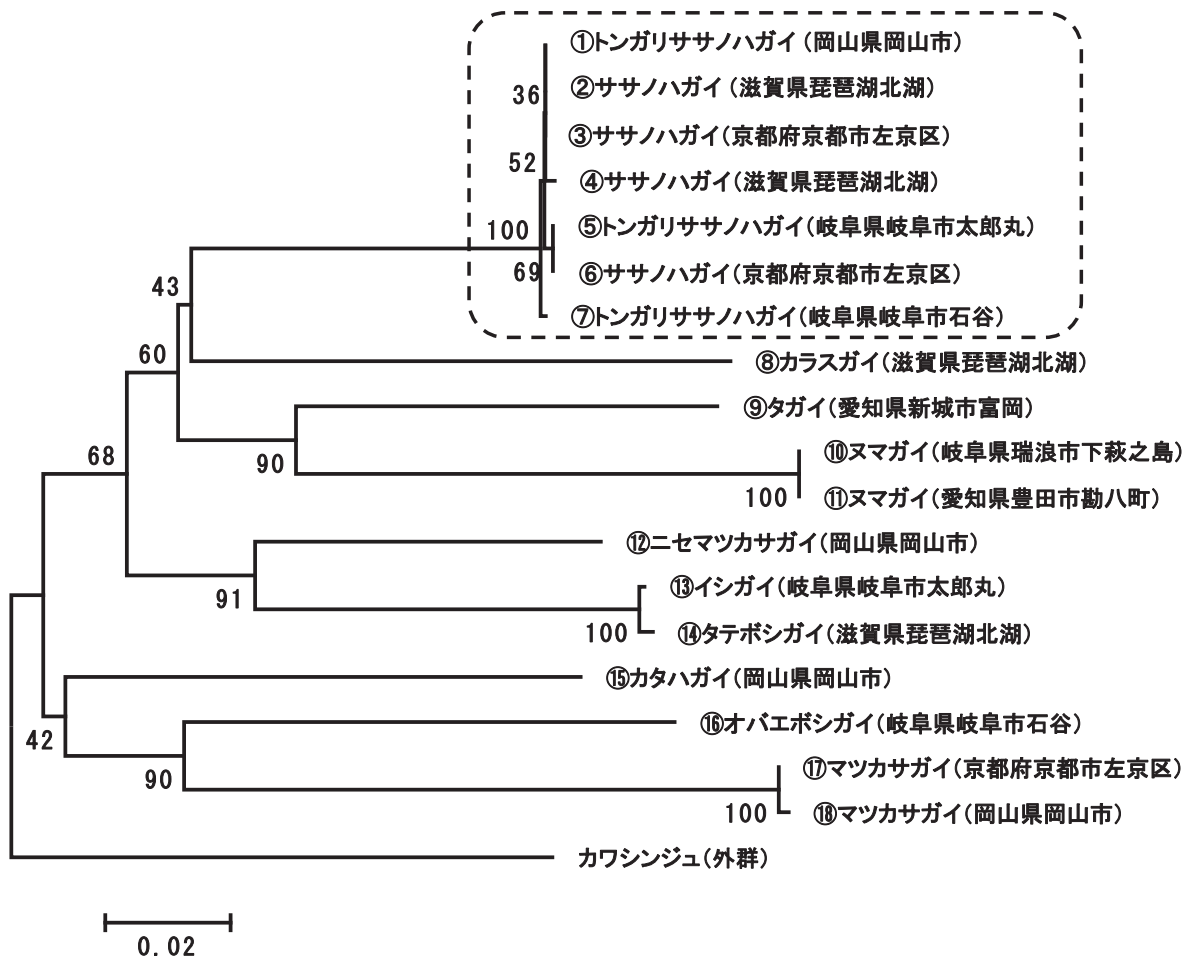 ①トンガリササノハガイ（岡山県岡山市）
36
②ササノハガイ（滋賀県琵琶湖北湖）
③ササノハガイ（京都府京都市左京区）
52
④ササノハガイ（滋賀県琵琶湖北湖）
100
⑤トンガリササノハガイ（岐阜県岐阜市太郎丸）
69
⑥ササノハガイ（京都府京都市左京区）
43
⑦トンガリササノハガイ（岐阜県岐阜市石谷）
60
⑧カラスガイ（滋賀県琵琶湖北湖）
⑨タガイ（愛知県新城市富岡）
68
90
⑩ヌマガイ（岐阜県瑞浪市下萩之島）
100
⑪ヌマガイ（愛知県豊田市勘八町）
⑫ニセマツカサガイ（岡山県岡山市）
91
⑬イシガイ（岐阜県岐阜市太郎丸）
100
⑭タテボシガイ（滋賀県琵琶湖北湖）
⑮カタハガイ（岡山県岡山市）
42
⑯オバエボシガイ（岐阜県岐阜市石谷）
90
⑰マツカサガイ（京都府京都市左京区）
100
⑱マツカサガイ（岡山県岡山市）
カワシンジュ（外群）
0.02